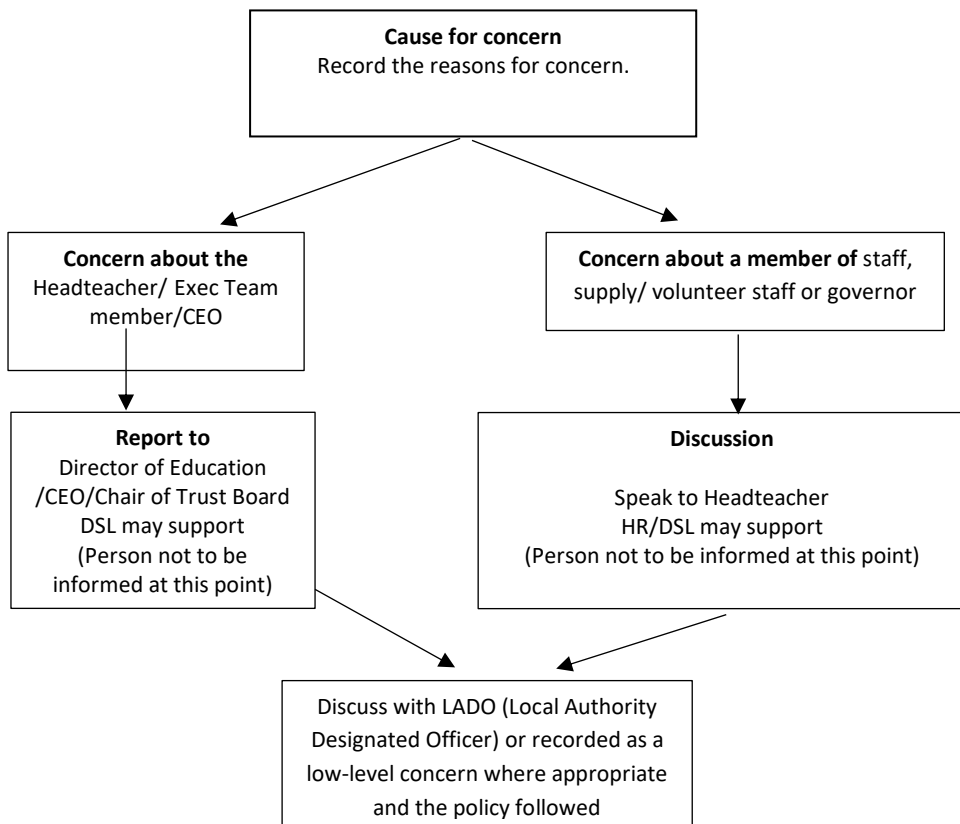 Cause for concern
Record the reasons for concern.
Concern about the
Headteacher/ Exec Team
member/CEO
Concern about a member of staff,
supply/ volunteer staff or governor
Report to
Director of Education
/CEO/Chair of Trust Board
DSL may support
(Person not to be
informed at this point)
Discussion
Speak to Headteacher
HR/DSL may support
(Person not to be informed at this point)
Discuss with LADO (Local Authority
Designated Officer) or recorded as a
low-level concern where appropriate
and the policy followed